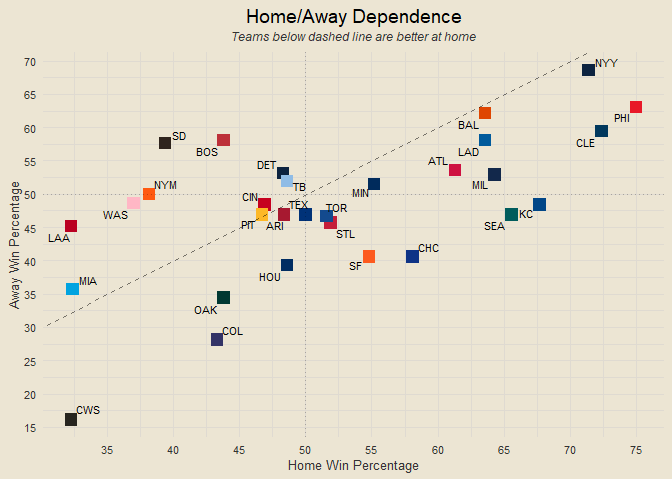 Home/Away Dependence
Teams below dashed line are better at home
70
65
60
55
50
45
40
35
30
25
20
15
Away Win Percentage
NYY
PHI
BAL
CLE
SD
BOS
LAD
DET
ATL
TB
MIN
MIL
NYM
WAS
CIN
TEX
TOR
KC
LAA
PIT
ARI
STL
SEA
SF
CHC
MIA
HOU
OAK
COL
CWS
35
40
45
50
55
60
65
70
75
Home Win Percentage